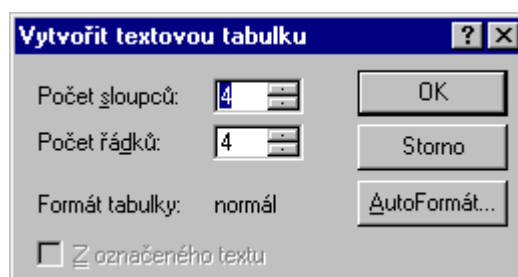 Vytvořit textovou tabulku
Počet sloupců: 4 OK
Počet řádků: 4 Storno
Formát tabulky: normál AutoFormát...
Z označeného textu